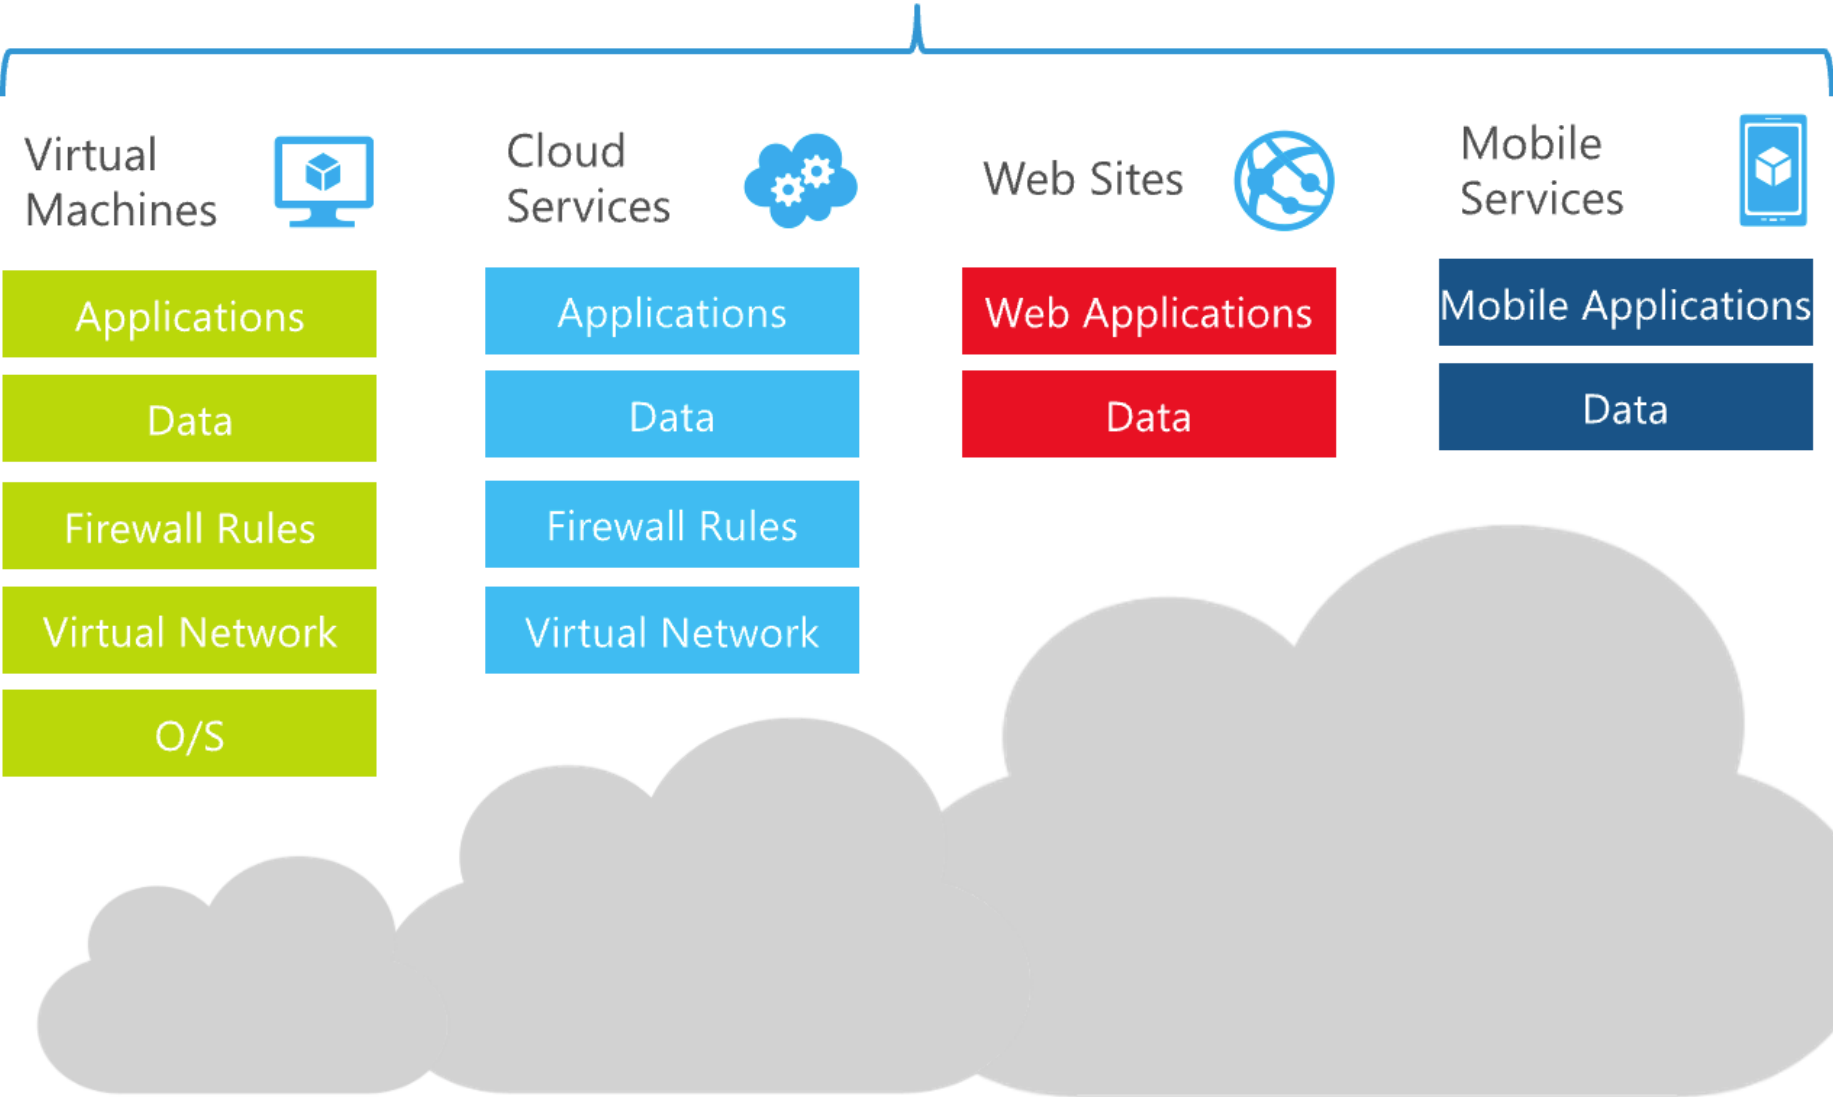 Virtual
Machines
Applications
Data
Firewall Rules
Virtual Network
O/S
Cloud
Services
Applications
Data
Firewall Rules
Virtual Network
Web Sites
Web Applications
Data
Mobile
Services
Mobile Applications
Data